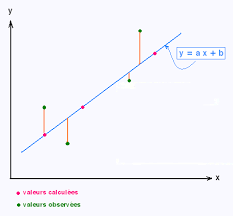 y
y = a x + b
x
valeurs calculées
valeurs observées